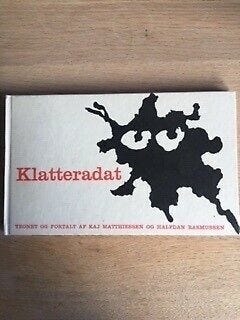 Klatteradat
TEGNET OG FORTALT AF KAJ MATTHIESSEN OG HALFDAN RASMUSSEN